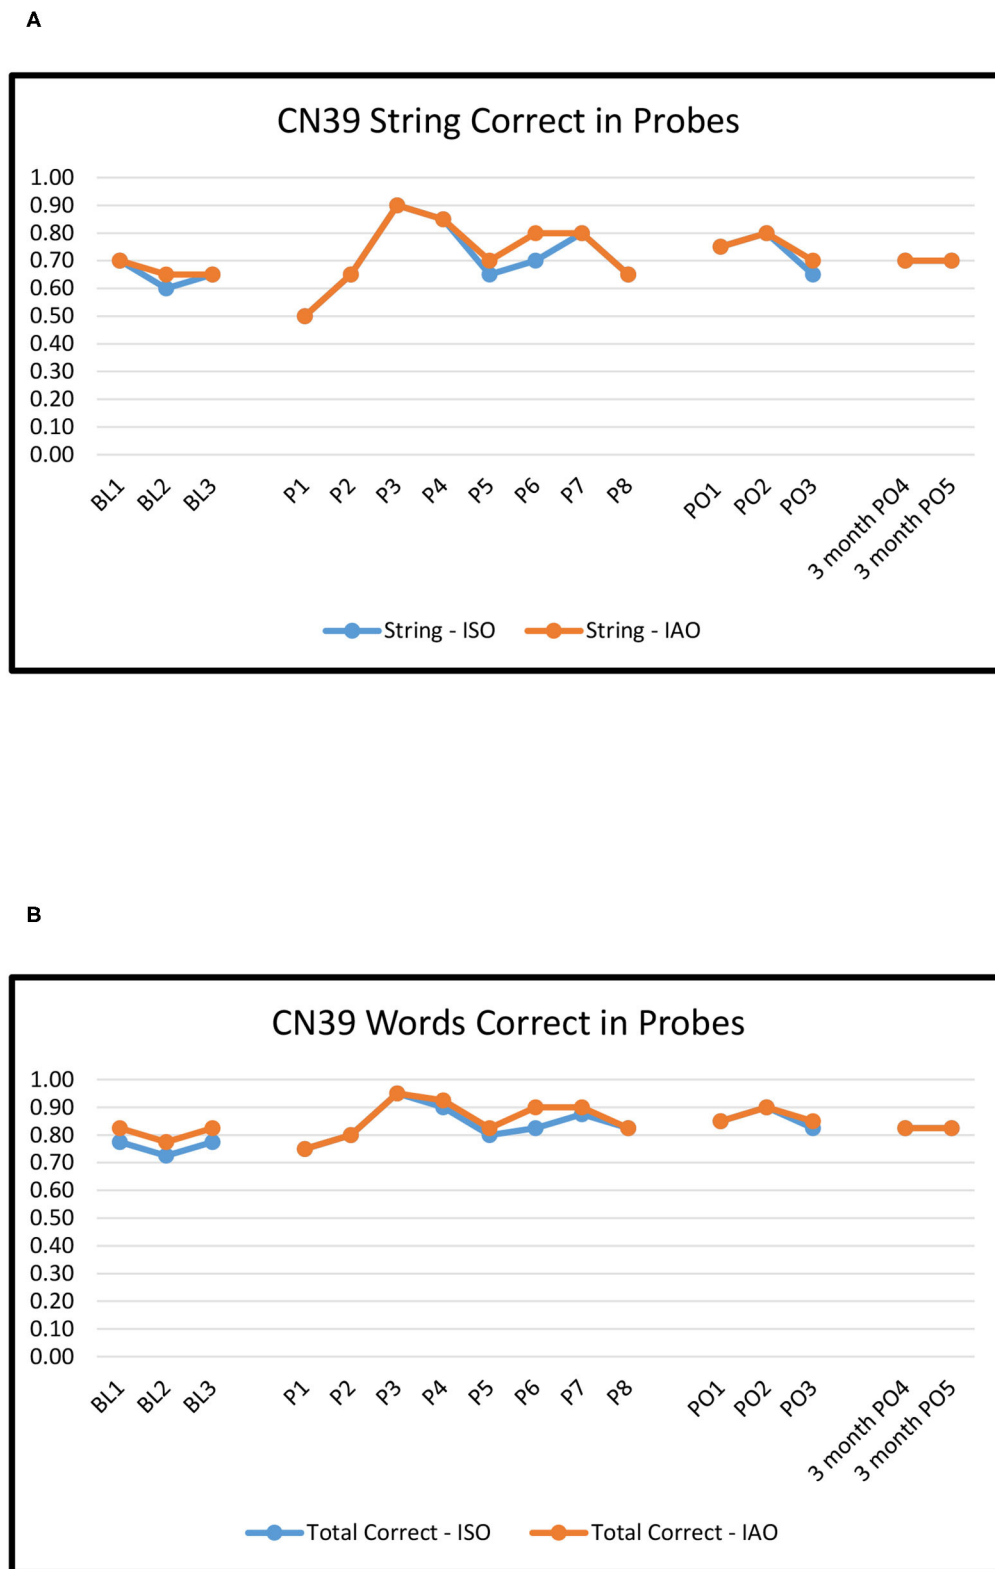 A
CN39 String Correct in Probes
1.00
0.90
0.80
0.70
0.60
0.50
0.40
0.30
0.20
0.10
0.00
BL1 BL2 BL3 P1 P2 P3 P4 P5 P6 P7 P8 PO1 PO2 PO3 3 month PO4 3 month PO5
String - ISO String - IAO
B
CN39 Words Correct in Probes
1.00
0.90
0.80
0.70
0.60
0.50
0.40
0.30
0.20
0.10
0.00
BL1 BL2 BL3 P1 P2 P3 P4 P5 P6 P7 P8 PO1 PO2 PO3 3 month PO4 3 month PO5
Total Correct - ISO Total Correct - IAO